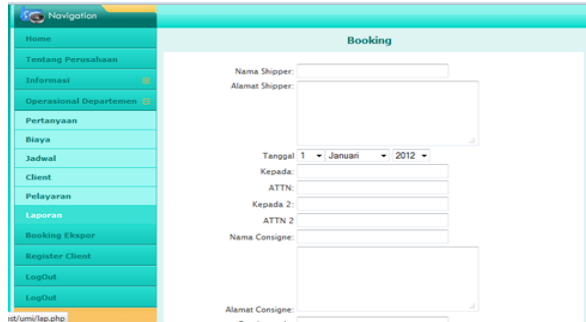 Navigation
Home
Tentang Perusahaan
Informasi
Operasional Departemen
Pertanyaan
Biaya
Jadwal
Client
Pelayaran
Laporan
Booking Ekspor
Register Client
LogOut
LogOut
st/umi/lap.php
Booking
Nama Shipper:
Alamat Shipper:
Tanggal 1 Januari 2012
Kepada:
ATTN:
Kepada 2:
ATTN 2
Nama Consigne:
Alamat Consigne: